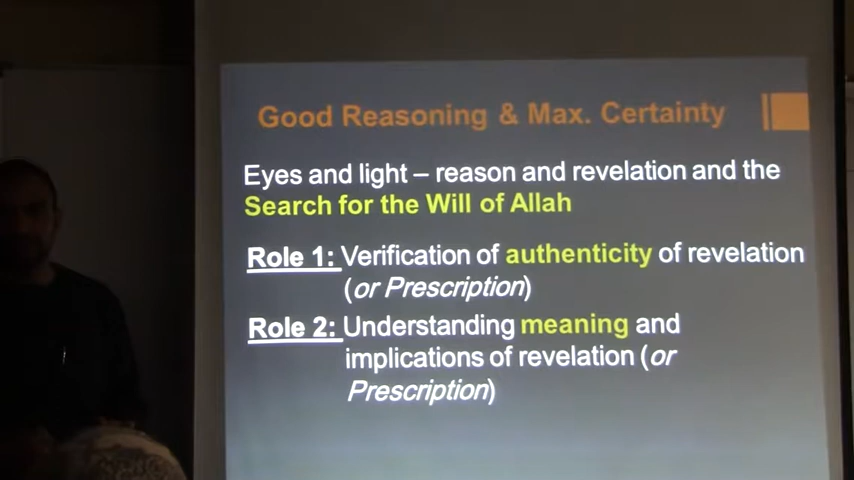 Good Reasoning & Max. Certainty
Eyes and light – reason and revelation and the
Search for the Will of Allah
Role 1: Verification of authenticity of revelation
(or Prescription)
Role 2: Understanding meaning and
implications of revelation (or
Prescription)